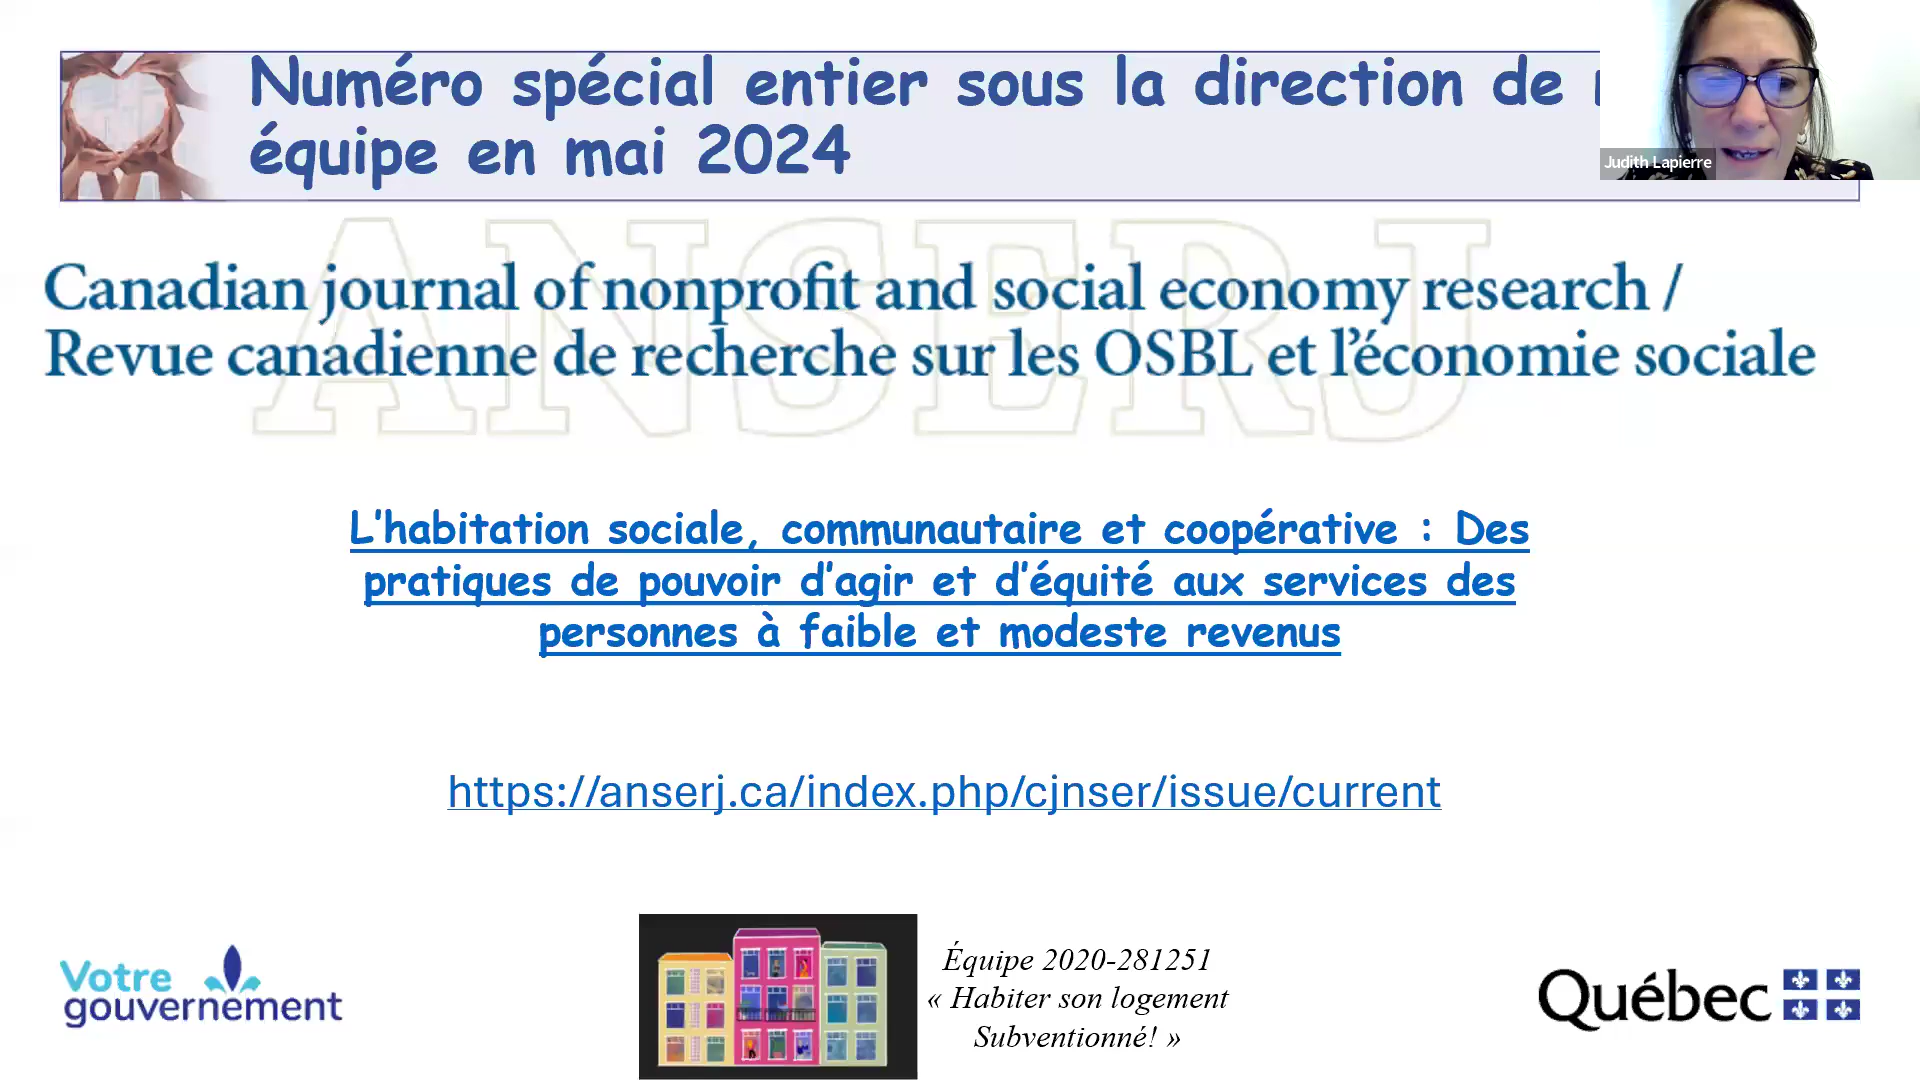 Numéro spécial entier sous la direction de
équipe en mai 2024
Judith Lapierre
ANSERJ
Canadian journal of nonprofit and social economy research /
Revue canadienne de recherche sur les OSBL et l’économie sociale
L’habitation sociale, communautaire et coopérative : Des
pratiques de pouvoir d’agir et d’équité aux services des
personnes à faible et modeste revenus
https://anserj.ca/index.php/cjnser/issue/current
Votre
gouvernement
Équipe 2020-281251
« Habiter son logement
Subventionné! »
Québec